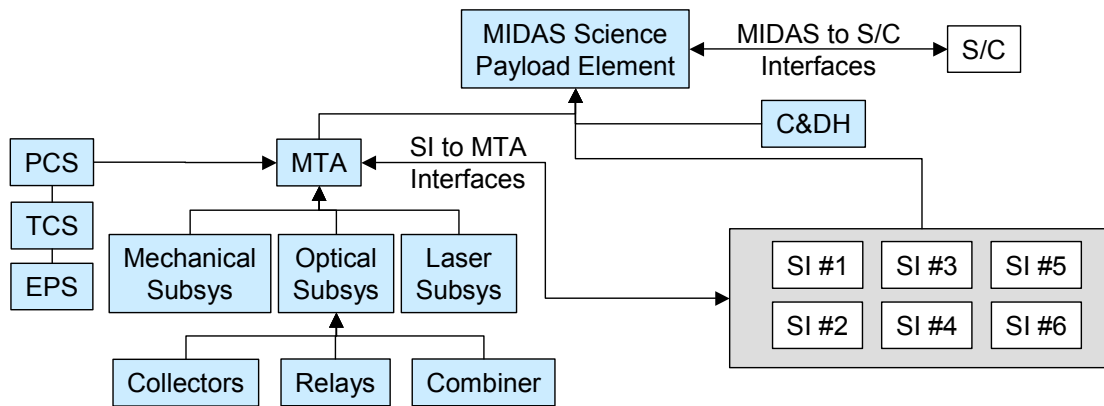 MIDAS Science
Payload Element
MIDAS to S/C
Interfaces
S/C
C&DH
PCS
MTA
SI to MTA
Interfaces
TCS
EPS
Mechanical
Subsys
Optical
Subsys
Laser
Subsys
SI #1
SI #3
SI #5
SI #2
SI #4
SI #6
Collectors
Relays
Combiner